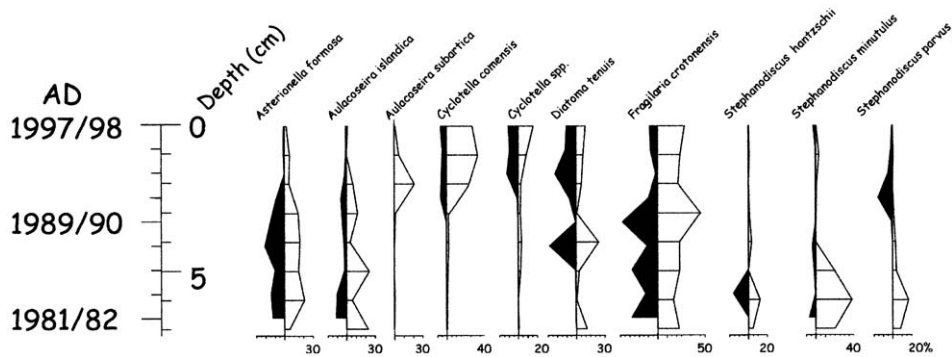 AD
Depth (cm)
Asterionella formosa
Aulacoseira islandica
Aulacoseira subartica
Cyclotella comensis
Cyclotella spp.
Diatoma tenuis
Fragilaria crotonensis
Stephanodiscus hantzschii
Stephanodiscus minutulus
Stephanodiscus parvus
1997/98 0
1989/90
5
1981/82
30 30 40 20 30 50 20 40 20%